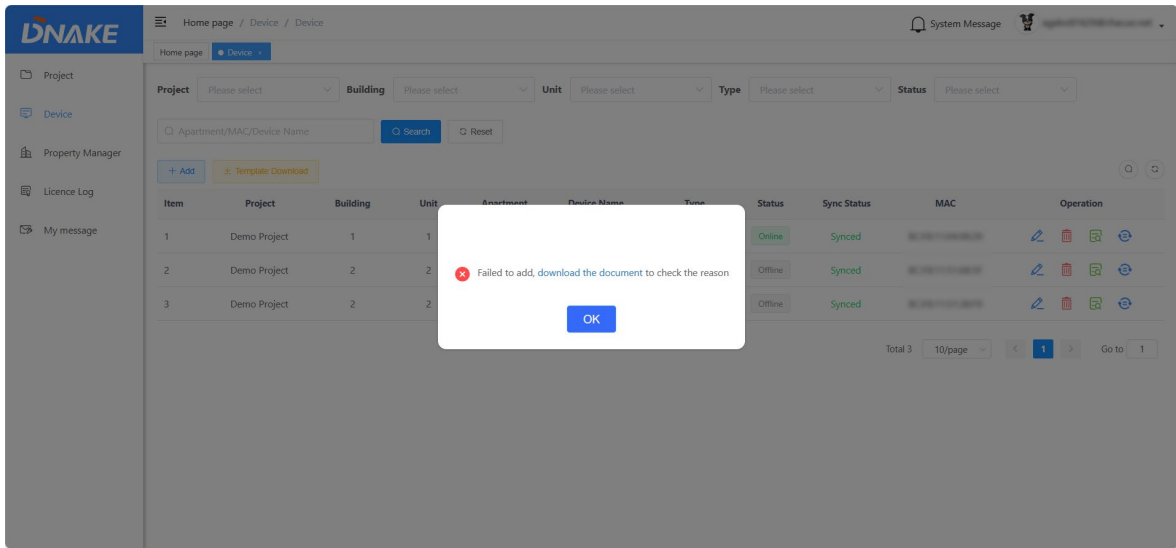 DNAKE
Home page / Device / Device
System Message
Home page Device ×
Project
Device
Property Manager
Licence Log
My message
Project Please select Building Please select Unit Please select Type Please select Status Please select
Apartment/MAC/Device Name Search Reset
+ Add Template Download
Item Project Building Unit Apartment Device Name Type Status Sync Status MAC Operation
1 Demo Project 1 1 Online Synced
2 Demo Project 2 2 Offline Synced
3 Demo Project 2 2 Offline Synced
Failed to add, download the document to check the reason
OK
Total 3 10/page < 1 > Go to 1